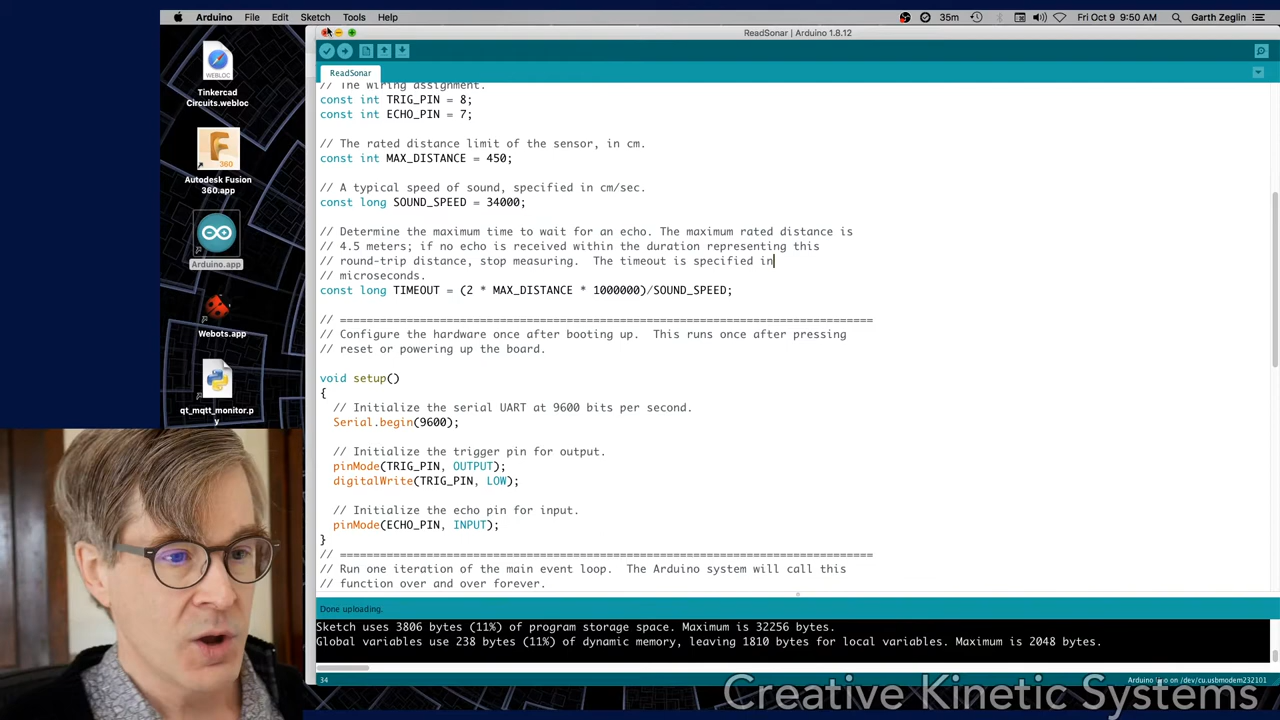 Arduino File Edit Sketch Tools Help
35m Fri Oct 9 9:50 AM Garth Zeglin
ReadSonar | Arduino 1.8.12
ReadSonar
WEBLOC
Tinkercad
Circuits.webloc
360
Autodesk Fusion
360.app
Arduino.app
Webots.app
qt_mqtt_monitor.p
y
// The wiring assignment.
const int TRIG_PIN = 8;
const int ECHO_PIN = 7;
// The rated distance limit of the sensor, in cm.
const int MAX_DISTANCE = 450;
// A typical speed of sound, specified in cm/sec.
const long SOUND_SPEED = 34000;
// Determine the maximum time to wait for an echo. The maximum rated distance is
// 4.5 meters; if no echo is received within the duration representing this
// round-trip distance, stop measuring.  The timeout is specified in
// microseconds.
const long TIMEOUT = (2 * MAX_DISTANCE * 1000000)/SOUND_SPEED;
// ================================================================================
// Configure the hardware once after booting up.  This runs once after pressing
// reset or powering up the board.
void setup()
{
// Initialize the serial UART at 9600 bits per second.
Serial.begin(9600);
// Initialize the trigger pin for output.
pinMode(TRIG_PIN, OUTPUT);
digitalWrite(TRIG_PIN, LOW);
// Initialize the echo pin for input.
pinMode(ECHO_PIN, INPUT);
}
// ================================================================================
// Run one iteration of the main event loop.  The Arduino system will call this
// function over and over forever.
Done uploading.
Sketch uses 3806 bytes (11%) of program storage space. Maximum is 32256 bytes.
Global variables use 238 bytes (11%) of dynamic memory, leaving 1810 bytes for local variables. Maximum is 2048 bytes.
34
on /dev/cu.usbmodem232101
Creative Kinetic Systems